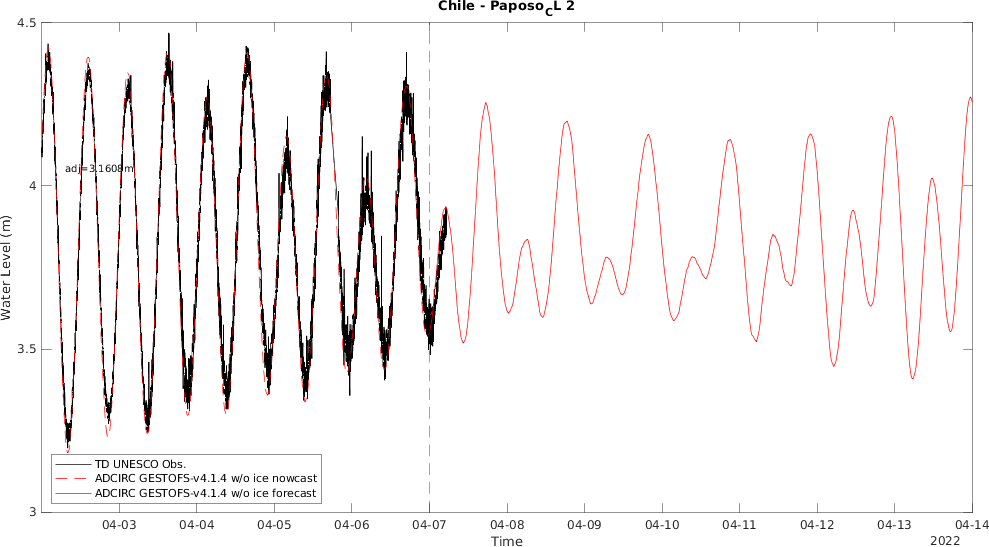 Chile - Paposo_CL 2
4.5
4
3.5
3
Water Level (m)
adj=3.1608m
TD UNESCO Obs.
ADCIRC GESTOFS-v4.1.4 w/o ice nowcast
ADCIRC GESTOFS-v4.1.4 w/o ice forecast
04-03 04-04 04-05 04-06 04-07 04-08 04-09 04-10 04-11 04-12 04-13 04-14
Time
2022